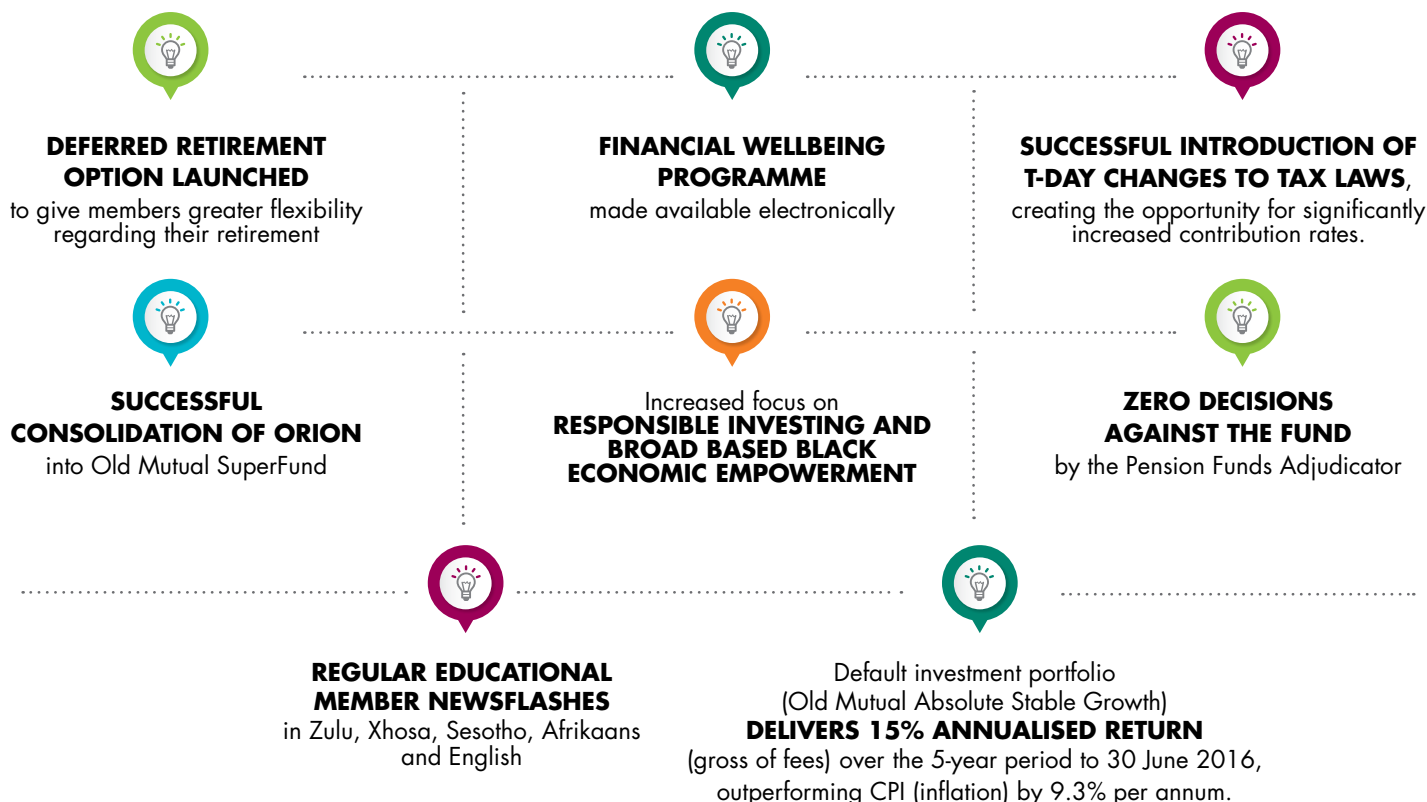 DEFERRED RETIREMENT
OPTION LAUNCHED
to give members greater flexibility
regarding their retirement
FINANCIAL WELLBEING
PROGRAMME
made available electronically
SUCCESSFUL INTRODUCTION OF
T-DAY CHANGES TO TAX LAWS,
creating the opportunity for significantly
increased contribution rates.
SUCCESSFUL
CONSOLIDATION OF ORION
into Old Mutual SuperFund
Increased focus on
RESPONSIBLE INVESTING AND
BROAD BASED BLACK
ECONOMIC EMPOWERMENT
ZERO DECISIONS
AGAINST THE FUND
by the Pension Funds Adjudicator
REGULAR EDUCATIONAL
MEMBER NEWSFLASHES
in Zulu, Xhosa, Sesotho, Afrikaans
and English
Default investment portfolio
(Old Mutual Absolute Stable Growth)
DELIVERS 15% ANNUALISED RETURN
(gross of fees) over the 5-year period to 30 June 2016,
outperforming CPI (inflation) by 9.3% per annum.